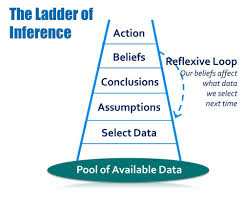 The Ladder of
Inference
Action
Beliefs
Reflexive Loop
Our beliefs affect
what data
we select
next time
Conclusions
Assumptions
Select Data
Pool of Available Data